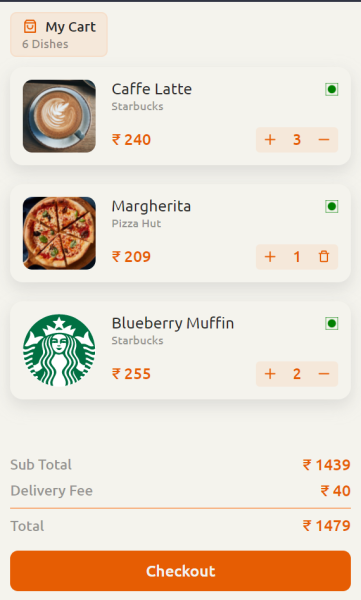 My Cart
6 Dishes
Caffe Latte
Starbucks
₹ 240
+ 3 −
Margherita
Pizza Hut
₹ 209
+ 1
Blueberry Muffin
Starbucks
₹ 255
+ 2 −
Sub Total ₹ 1439
Delivery Fee ₹ 40
Total ₹ 1479
Checkout